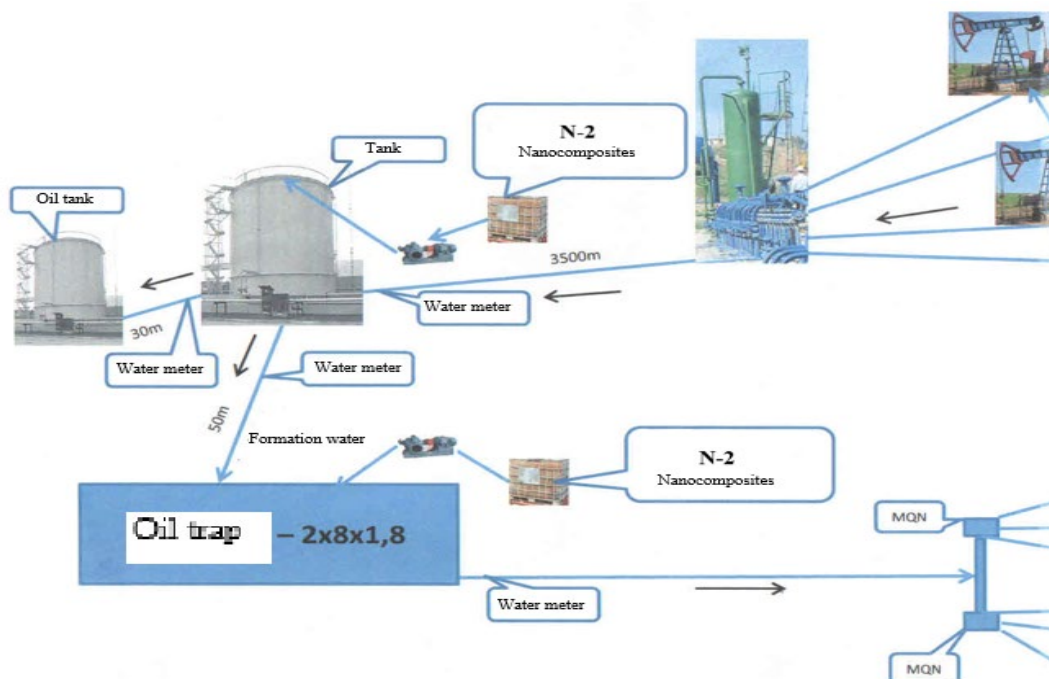 N-2
Nanocomposites
Tank
Oil tank
3500m
Water meter
30m
Water meter
Water meter
50m
Formation water
N-2
Nanocomposites
Oil trap – 2x8x1,8
MQN
Water meter
MQN